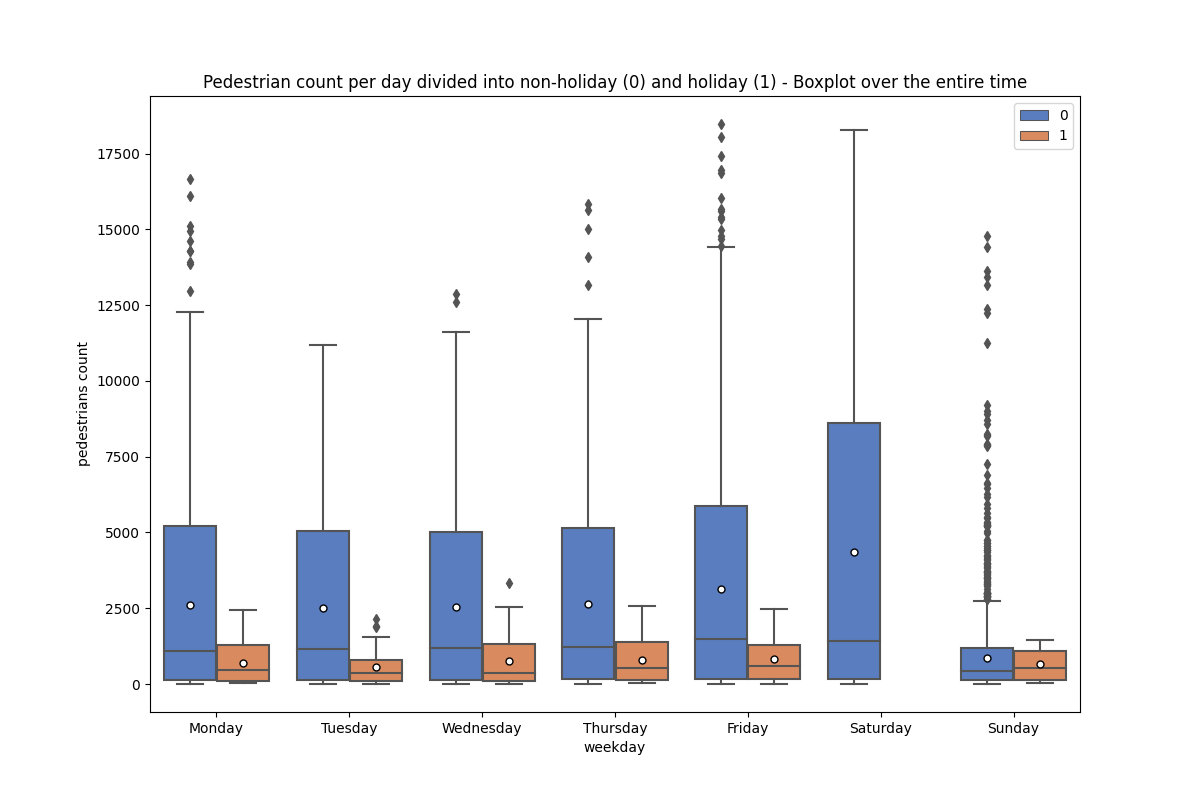 Pedestrian count per day divided into non-holiday (0) and holiday (1) - Boxplot over the entire time
0
1
17500
15000
12500
10000
7500
5000
2500
0
pedestrians count
Monday Tuesday Wednesday Thursday Friday Saturday Sunday
weekday